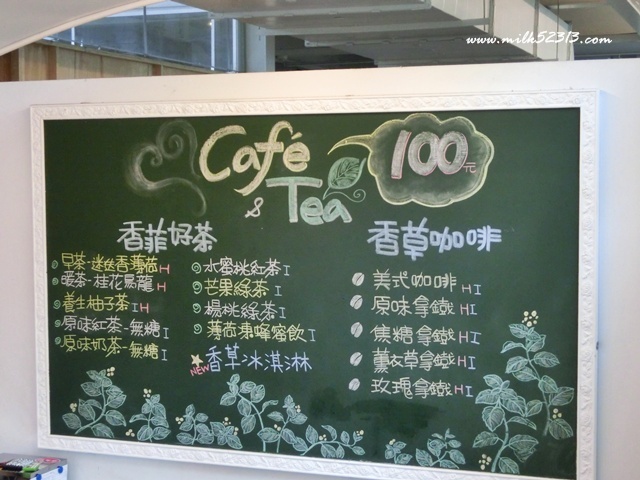 www.milk52313.com
Café & Tea
100元
香菲好茶
早茶-迷迭香薄荷 H
暖茶-桂花烏龍 H
養生柚子茶 I H
原味紅茶-無糖 I
原味奶茶-無糖 I
水蜜桃紅茶 I
芒果綠茶 I
楊桃綠茶 I
薄荷棗蜂蜜飲 I
NEW 香草冰淇淋
香草咖啡
美式咖啡 H I
原味拿鐵 H I
焦糖拿鐵 H I
薰衣草拿鐵 H I
玫瑰拿鐵 H I